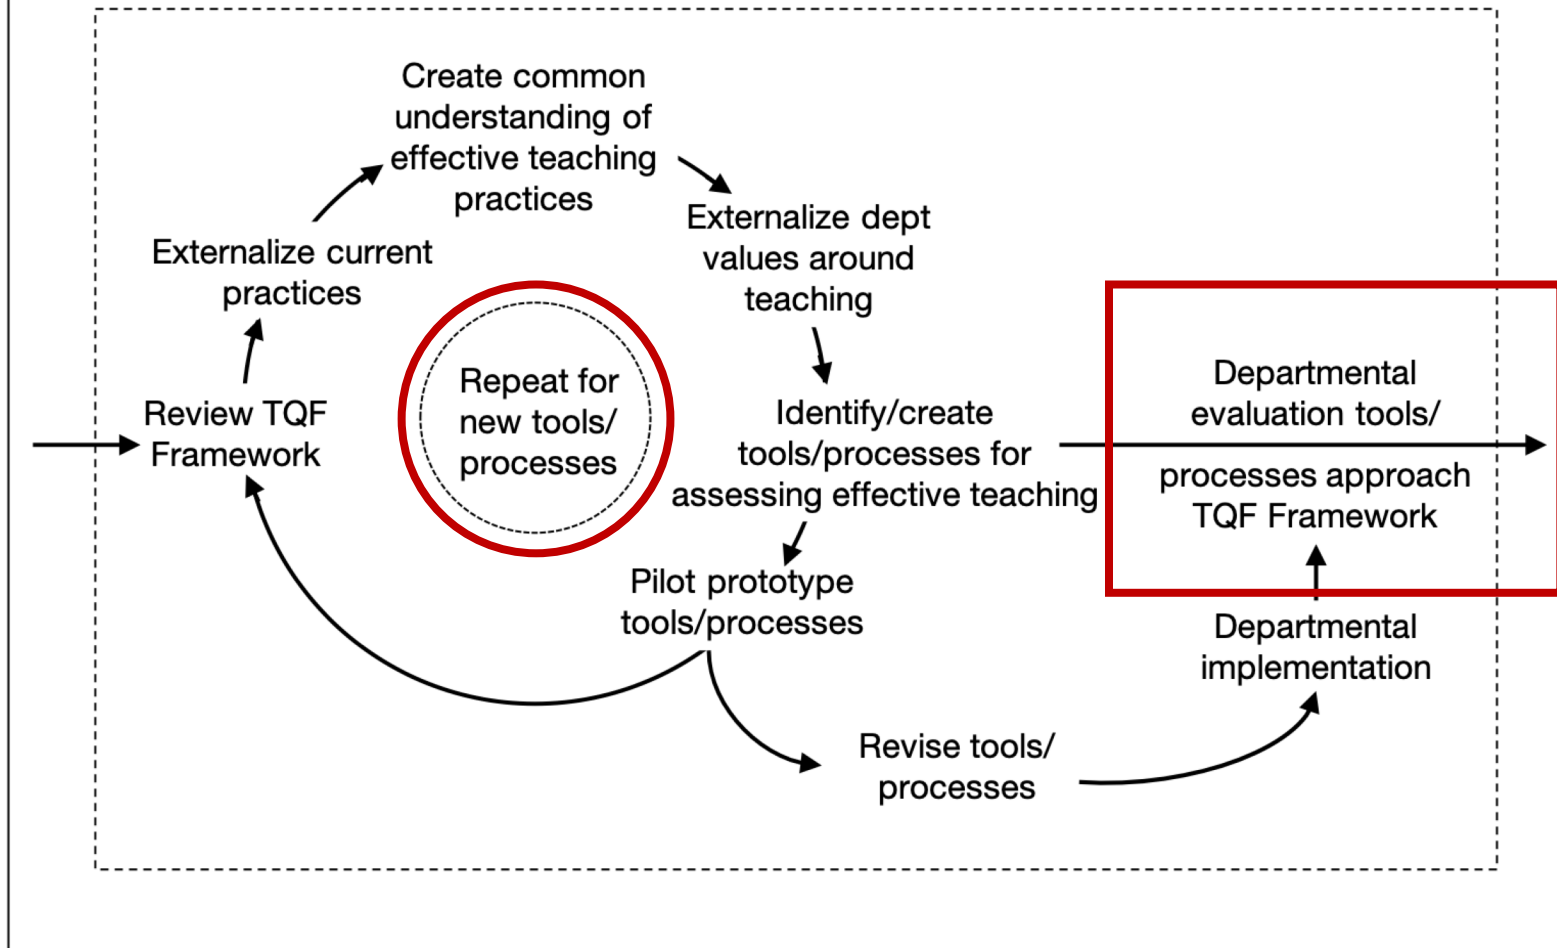 Create common
understanding of
effective teaching
practices
Externalize dept
values around
teaching
Externalize current
practices
Repeat for
new tools/
processes
Review TQF
Framework
Identify/create
tools/processes for
assessing effective teaching
Departmental
evaluation tools/
processes approach
TQF Framework
Pilot prototype
tools/processes
Departmental
implementation
Revise tools/
processes